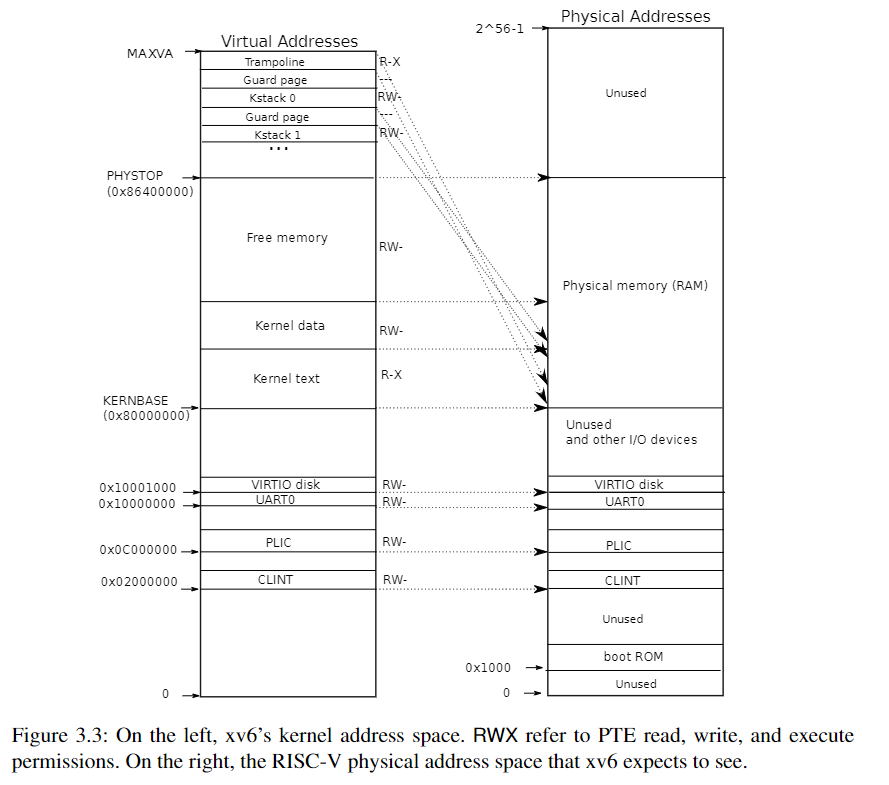 Physical Addresses
2^56-1
Virtual Addresses
MAXVA
Trampoline
R-X
Guard page
---
Kstack 0
RW-
Unused
Guard page
---
Kstack 1
RW-
...
PHYSTOP
(0x86400000)
Free memory
RW-
Physical memory (RAM)
Kernel data
RW-
Kernel text
R-X
KERNBASE
(0x80000000)
Unused
and other I/O devices
0x10001000
VIRTIO disk
RW-
VIRTIO disk
0x10000000
UART0
RW-
UART0
0x0C000000
PLIC
RW-
PLIC
0x02000000
CLINT
RW-
CLINT
Unused
boot ROM
0x1000
Unused
0
0
Figure 3.3: On the left, xv6's kernel address space. RWX refer to PTE read, write, and execute
permissions. On the right, the RISC-V physical address space that xv6 expects to see.